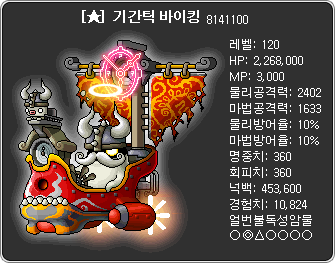 [★] 기간틱 바이킹 8141100
레벨: 120
HP: 2,268,000
MP: 3,000
물리공격력: 2402
마법공격력: 1633
물리방어율: 10%
마법방어율: 10%
명중치: 360
회피치: 360
넉백: 453,600
경험치: 10,824
얼번불독성암물
○◎△○○○○